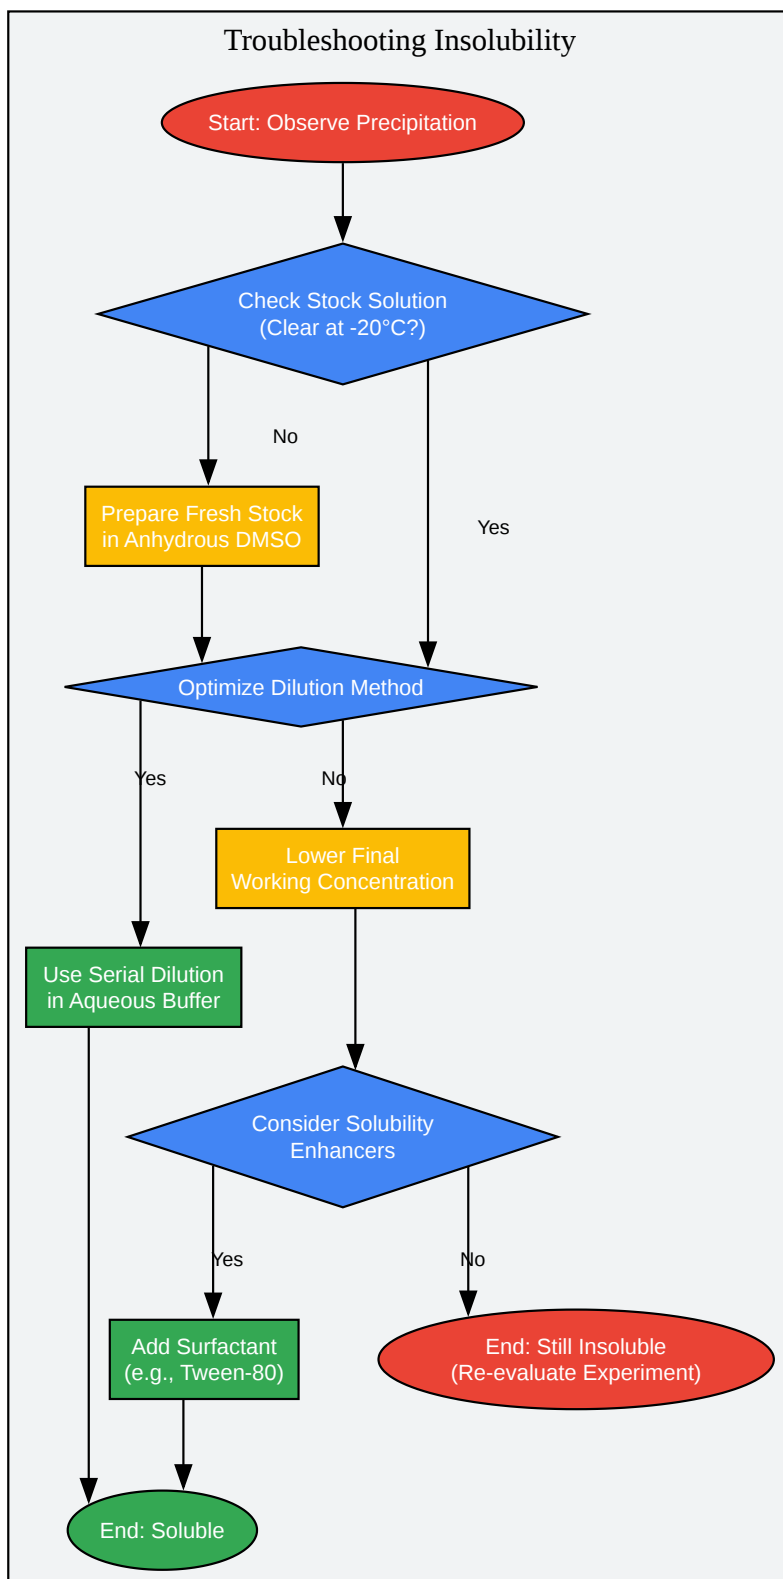 Troubleshooting Insolubility
Start: Observe Precipitation
Check Stock Solution
(Clear at -20°C?)
No
Prepare Fresh Stock
in Anhydrous DMSO
Yes
Optimize Dilution Method
Yes
No
Lower Final
Working Concentration
Use Serial Dilution
in Aqueous Buffer
Consider Solubility
Enhancers
Yes
No
Add Surfactant
(e.g., Tween-80)
End: Still Insoluble
(Re-evaluate Experiment)
End: Soluble